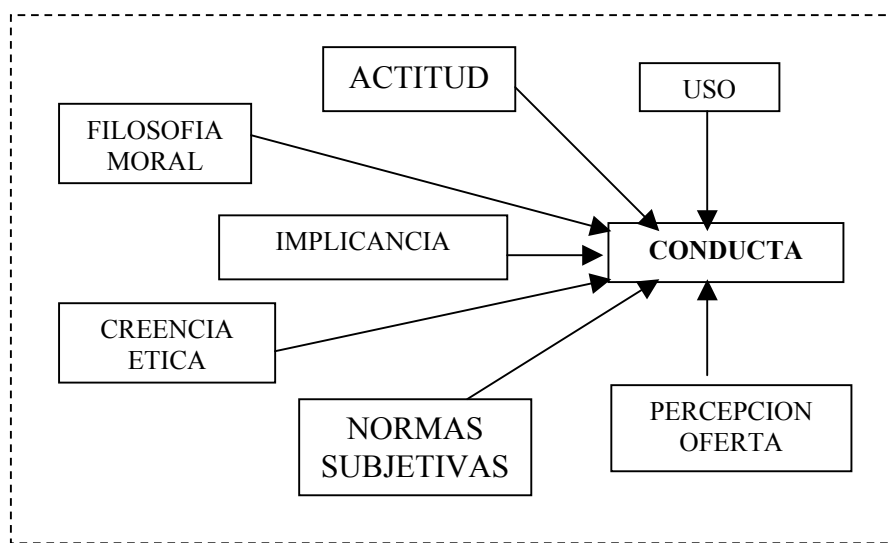 ACTITUD
USO
FILOSOFIA
MORAL
IMPLICANCIA
CONDUCTA
CREENCIA
ETICA
NORMAS
SUBJETIVAS
PERCEPCION
OFERTA